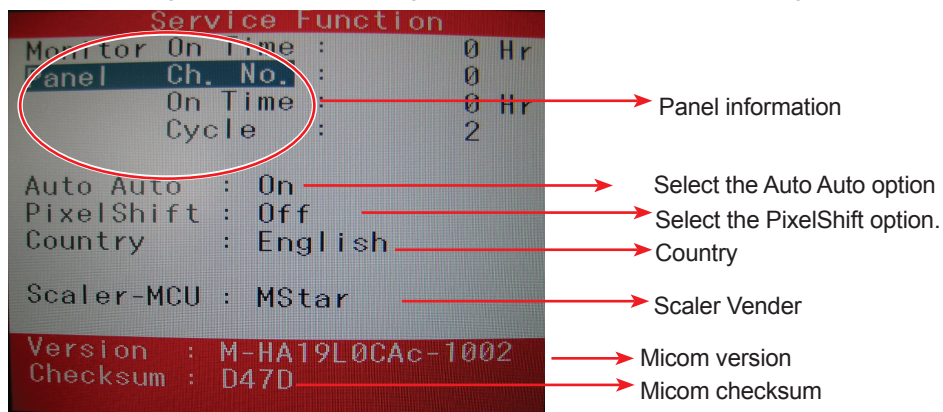 Service Function
Monitor On Time : 0 Hr
Panel Ch. No. : 0
On Time : 0 Hr
Cycle : 2
Panel information
Auto Auto : On
Select the Auto Auto option
PixelShift : Off
Select the PixelShift option.
Country : English
Country
Scaler-MCU : MStar
Scaler Vender
Version : M-HA19L0CAc-1002
Micom version
Checksum : D47D
Micom checksum